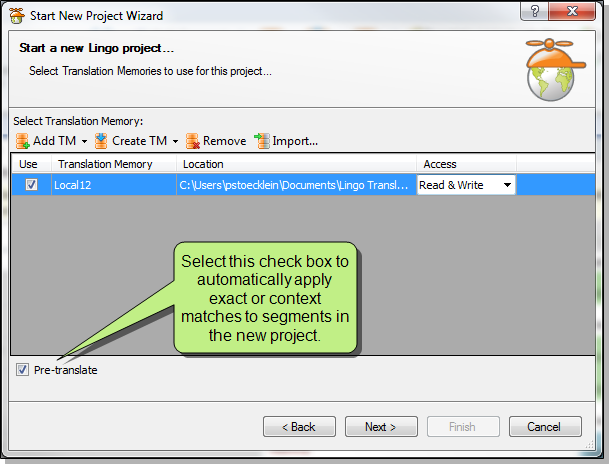 Start New Project Wizard
?
Start a new Lingo project...
Select Translation Memories to use for this project...
Select Translation Memory:
Add TM Create TM Remove Import...
Use Translation Memory Location Access
Local12 C:\Users\pstoecklein\Documents\Lingo Transl... Read & Write
Select this check box to
automatically apply
exact or context
matches to segments in
the new project.
Pre-translate
< Back Next > Finish Cancel